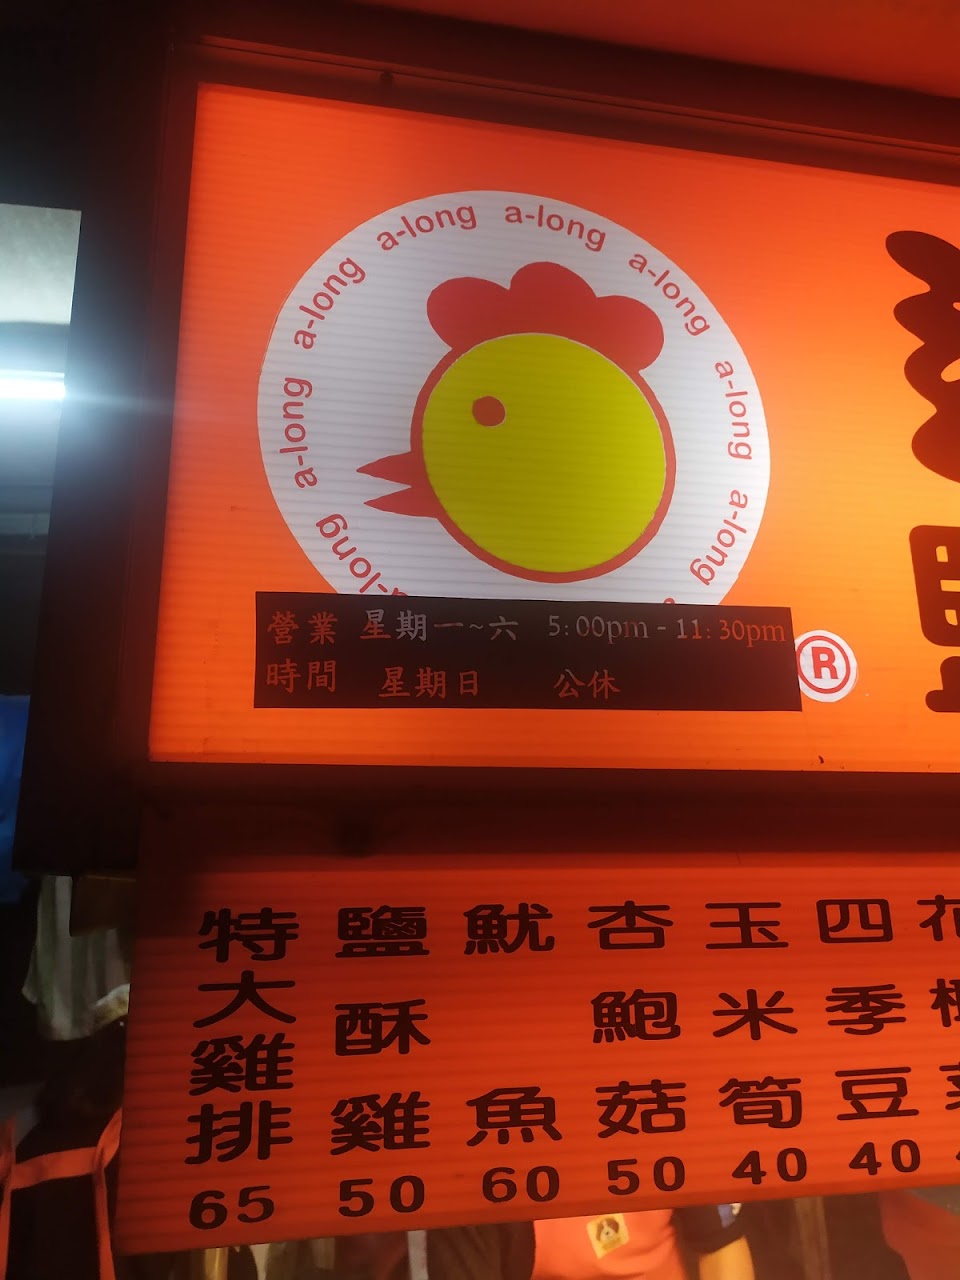 a-long a-long a-long a-long a-long a-long a-long a-long
營業 星期一~六 5:00pm - 11:30pm
時間 星期日 公休
®
特大雞排 65
鹽酥雞 50
魷魚 60
杏鮑菇 50
玉米筍 40
四季豆 40